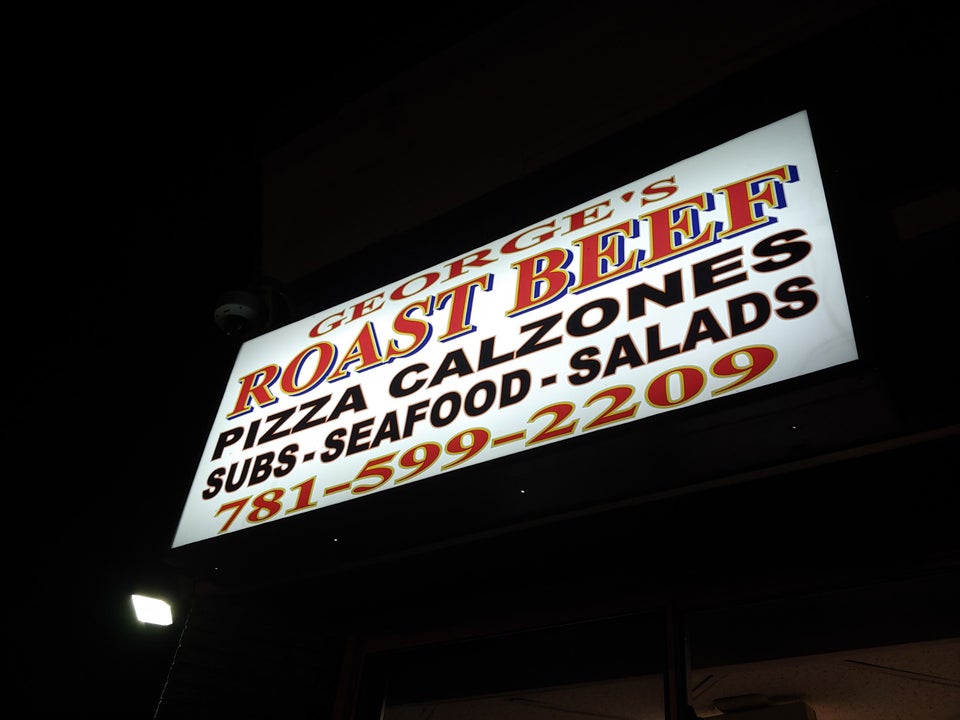 GEORGE'S
ROAST BEEF
PIZZA CALZONES
SUBS - SEAFOOD - SALADS
781-599-2209